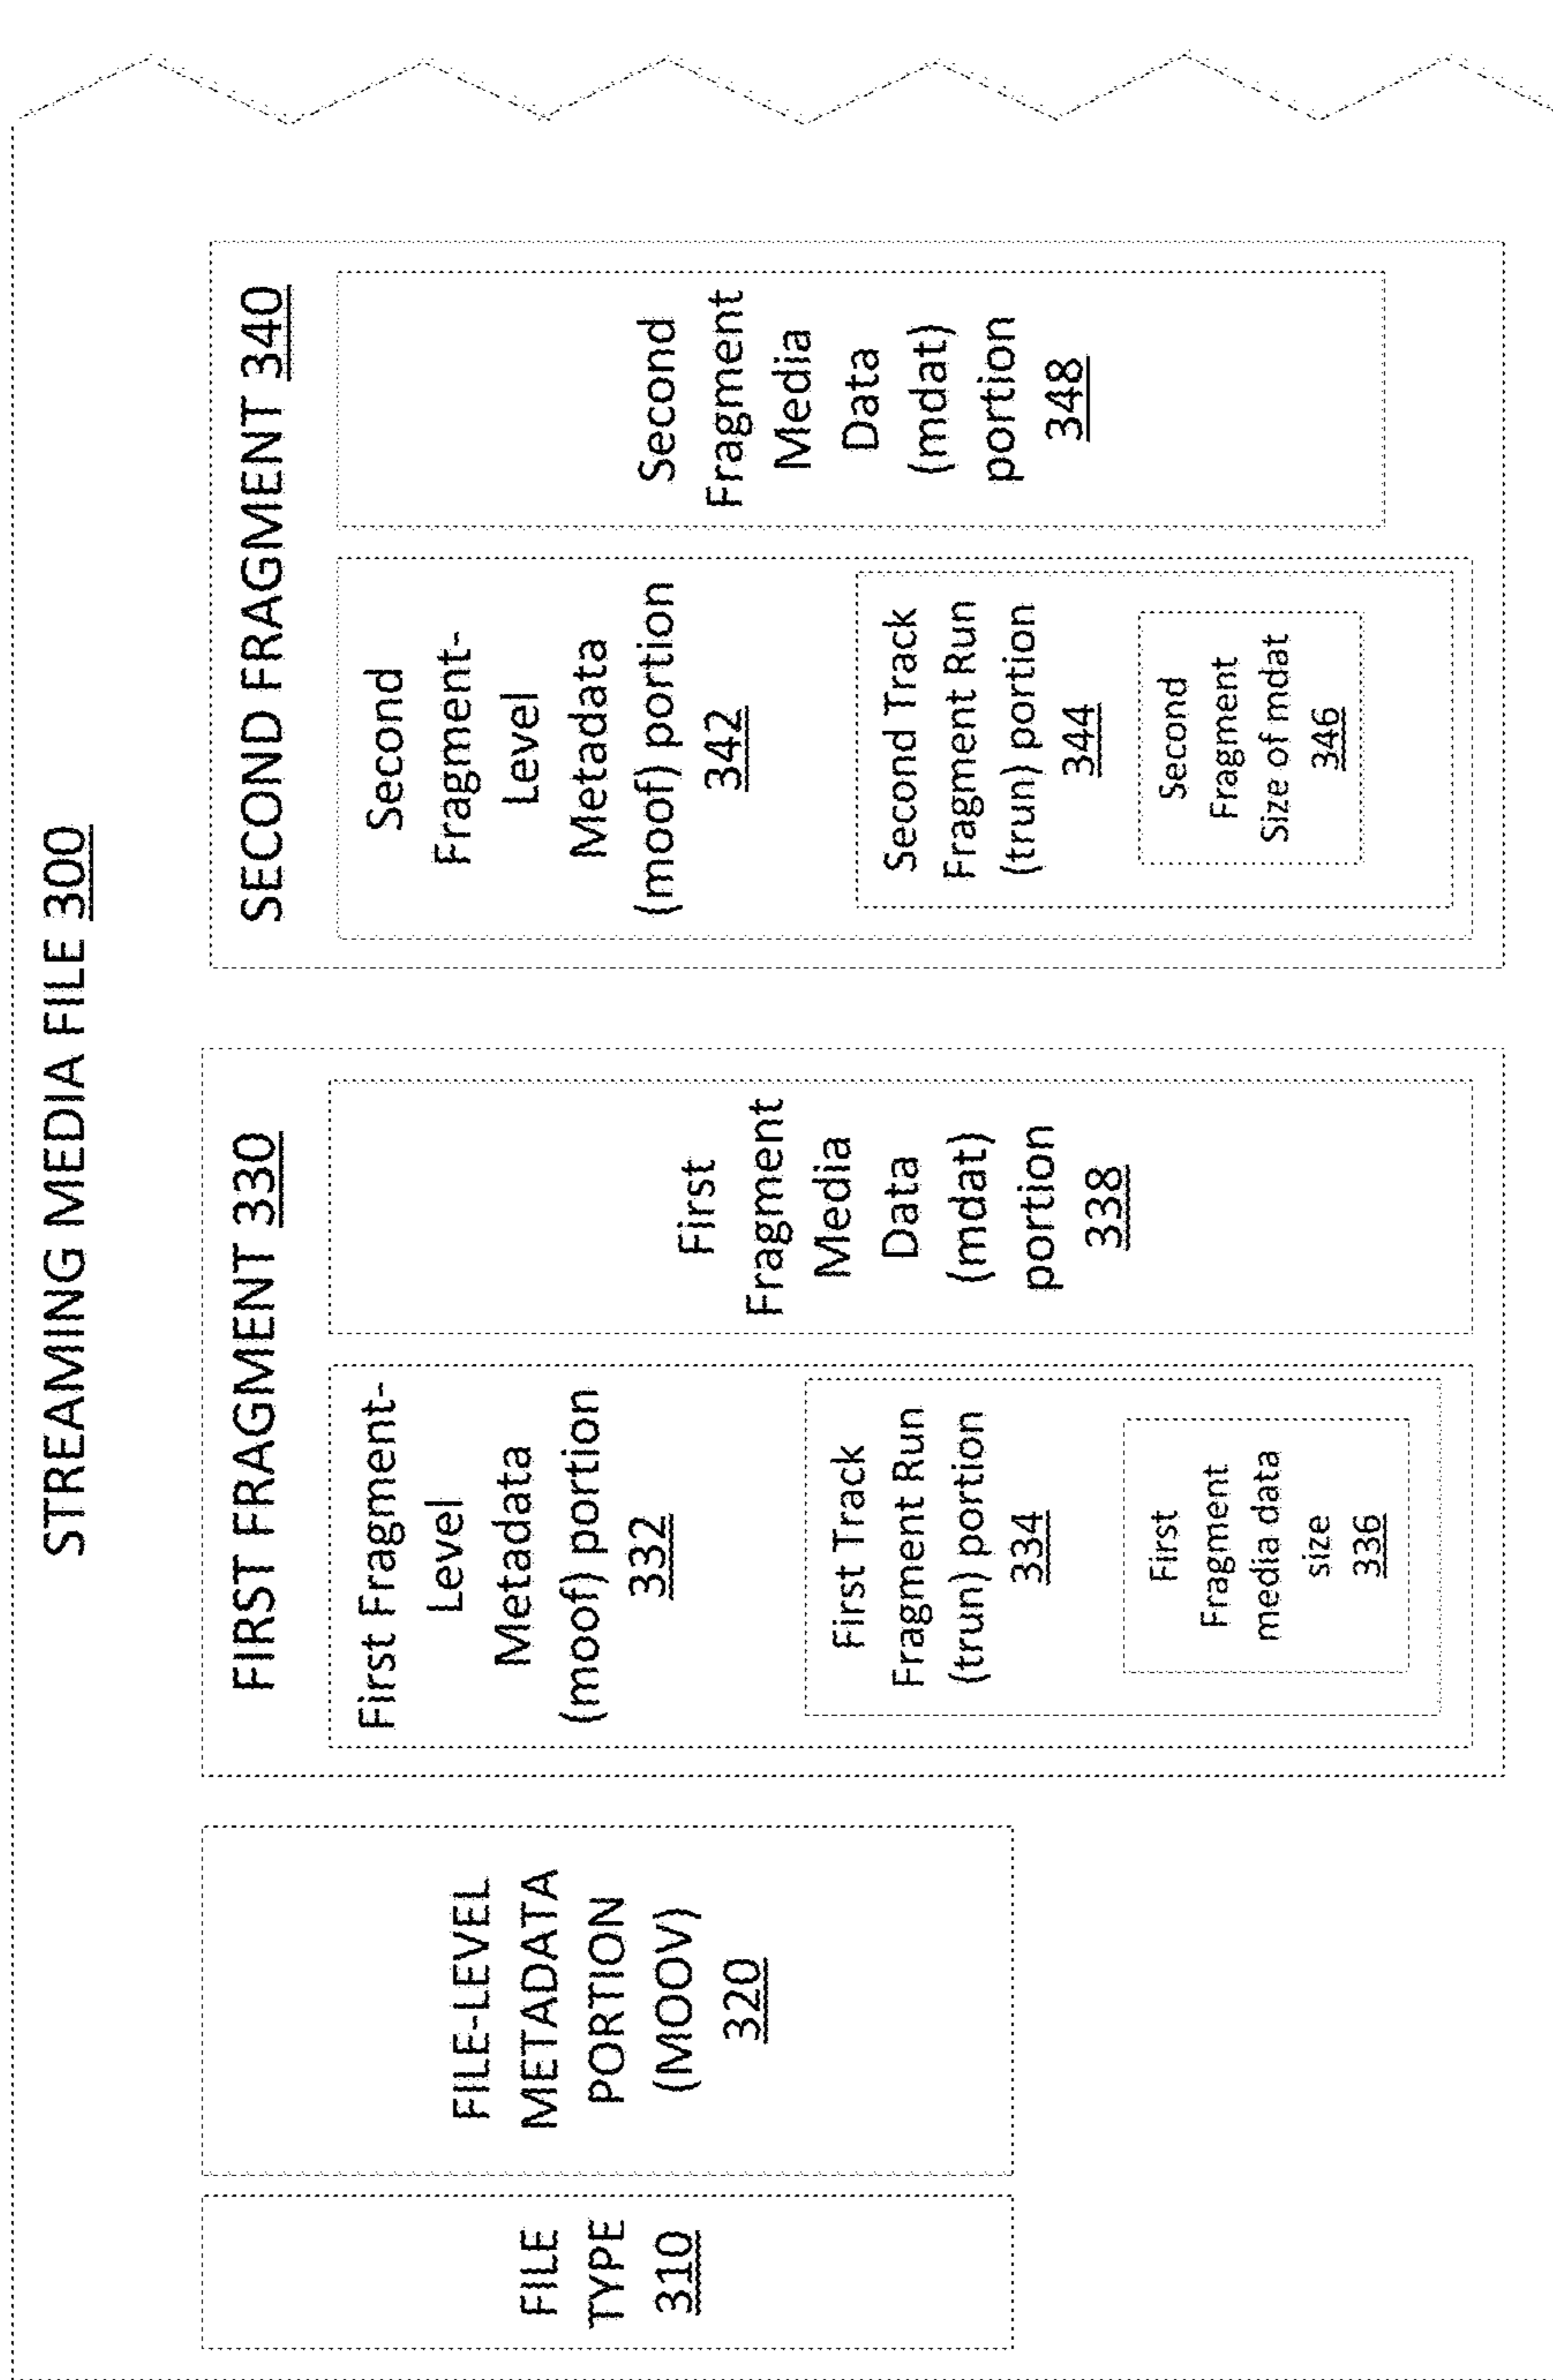 STREAMING MEDIA FILE 300
FILE
TYPE
310
FILE-LEVEL
METADATA
PORTION
(MOOV)
320
FIRST FRAGMENT 330
First Fragment-
Level
Metadata
(moof) portion
332
First Track
Fragment Run
(trun) portion
334
First
Fragment
media data
size
336
First
Fragment
Media
Data
(mdat)
portion
338
SECOND FRAGMENT 340
Second
Fragment-
Level
Metadata
(moof) portion
342
Second Track
Fragment Run
(trun) portion
344
Second
Fragment
Size of mdat
346
Second
Fragment
Media
Data
(mdat)
portion
348